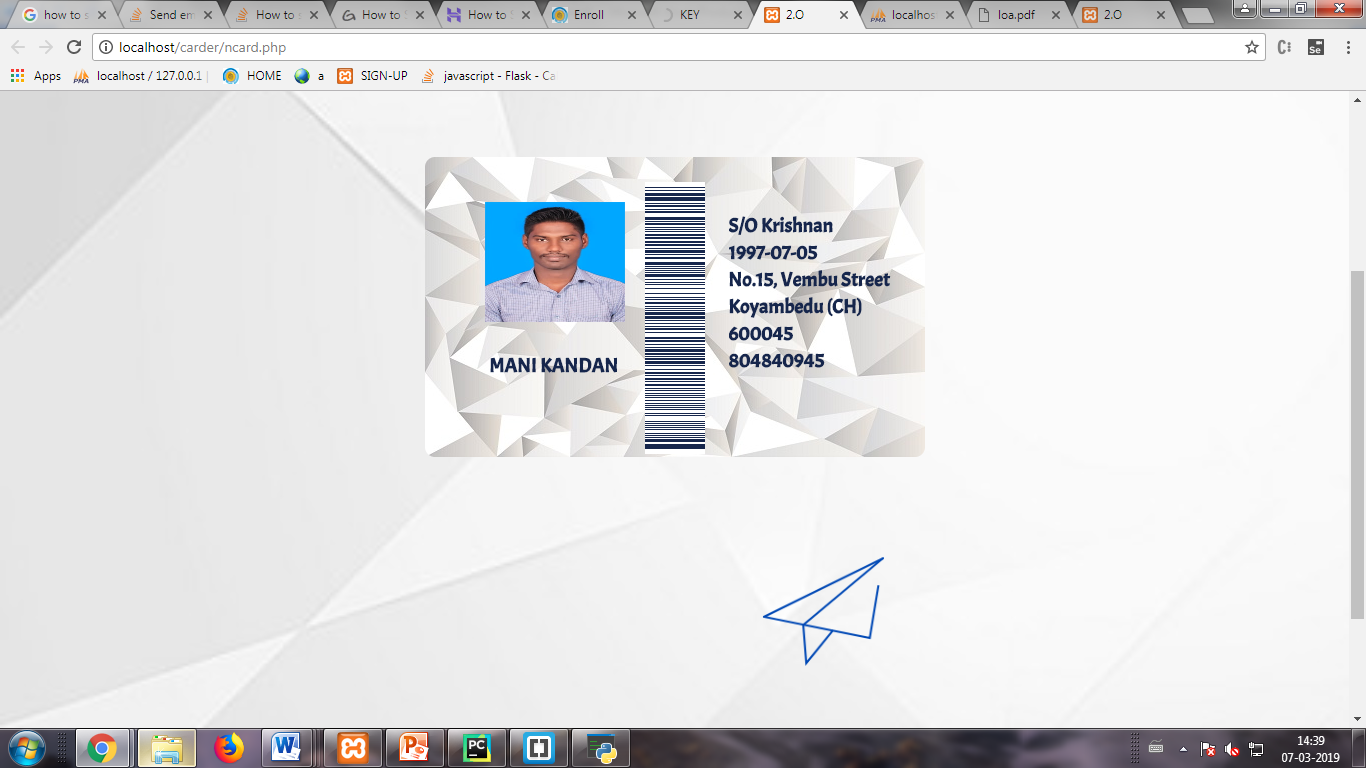 how to s
Send em
How to s
How to
How to S
Enroll
KEY
2.O
localhos
loa.pdf
2.O
localhost/carder/ncard.php
Apps
localhost / 127.0.0.1
HOME
a
SIGN-UP
javascript - Flask - Ca
MANI KANDAN
S/O Krishnan
1997-07-05
No.15, Vembu Street
Koyambedu (CH)
600045
804840945
14:39
07-03-2019